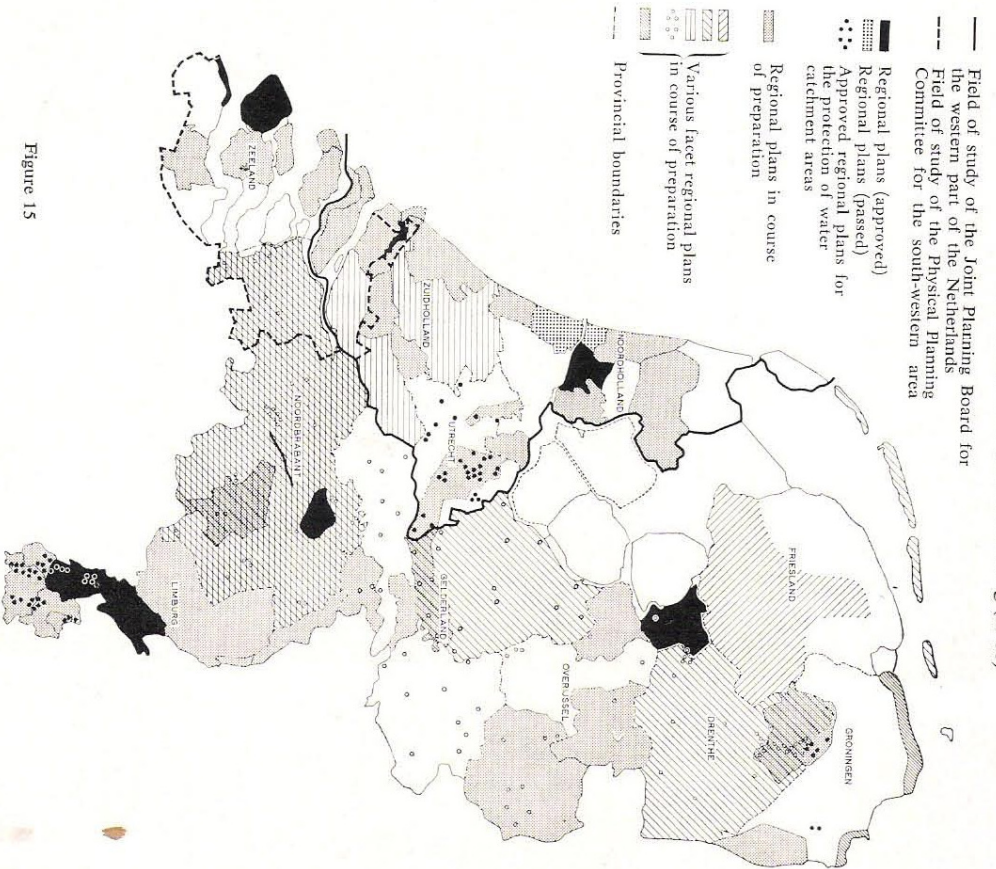 Field of study of the Joint Planning Board for
the western part of the Netherlands
Field of study of the Physical Planning
Committee for the south-western area
Regional plans (approved)
Regional plans (passed)
Approved regional plans for
the protection of water
catchment areas
Regional plans in course
of preparation
Various facet regional plans
in course of preparation
Provincial boundaries
GRONINGEN
FRIESLAND
DRENTHE
NOORDHOLLAND
OVERIJSSEL
ZUIDHOLLAND
UTRECHT
GELDERLAND
ZEELAND
NOORDBRABANT
LIMBURG
Figure 15